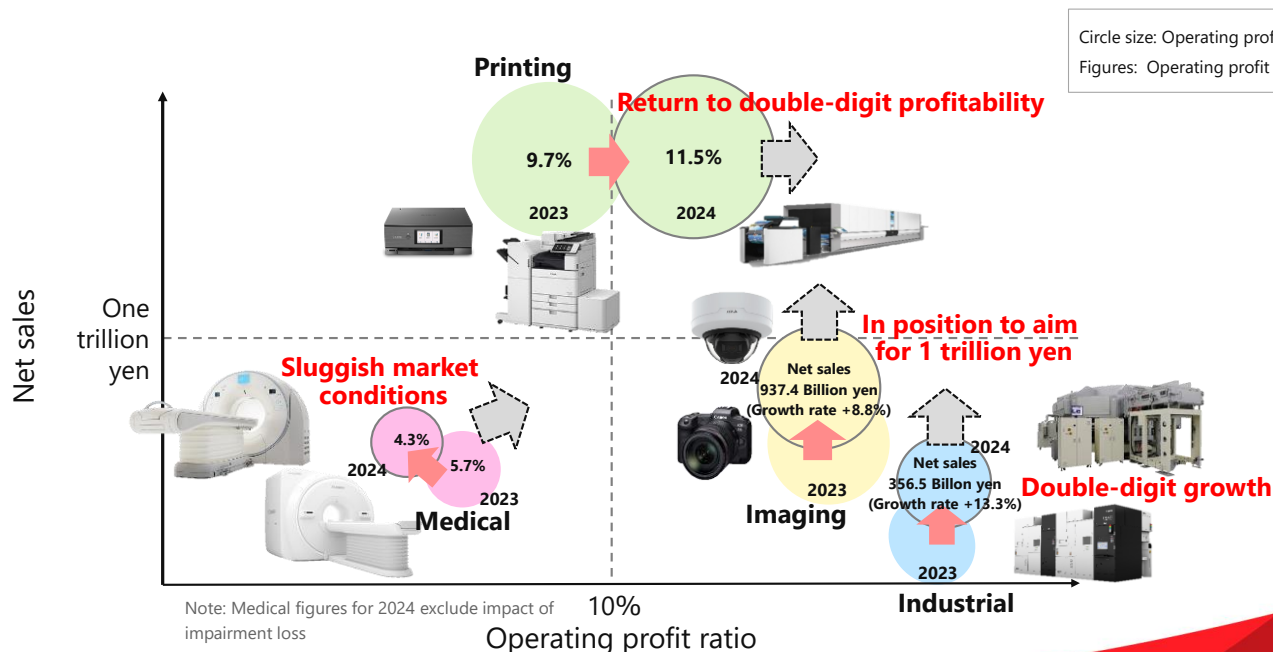 Circle size: Operating prof
Figures: Operating profit
Printing
Return to double-digit profitability
9.7%
11.5%
2023
2024
Net sales
One
trillion
yen
In position to aim
for 1 trillion yen
Sluggish market
conditions
2024
Net sales
937.4 Billion yen
(Growth rate +8.8%)
4.3%
5.7%
2024
2023
Medical
2023
Imaging
2024
Net sales
356.5 Billon yen
(Growth rate +13.3%)
Double-digit growth
2023
Industrial
Canon
Note: Medical figures for 2024 exclude impact of
impairment loss
10%
Operating profit ratio